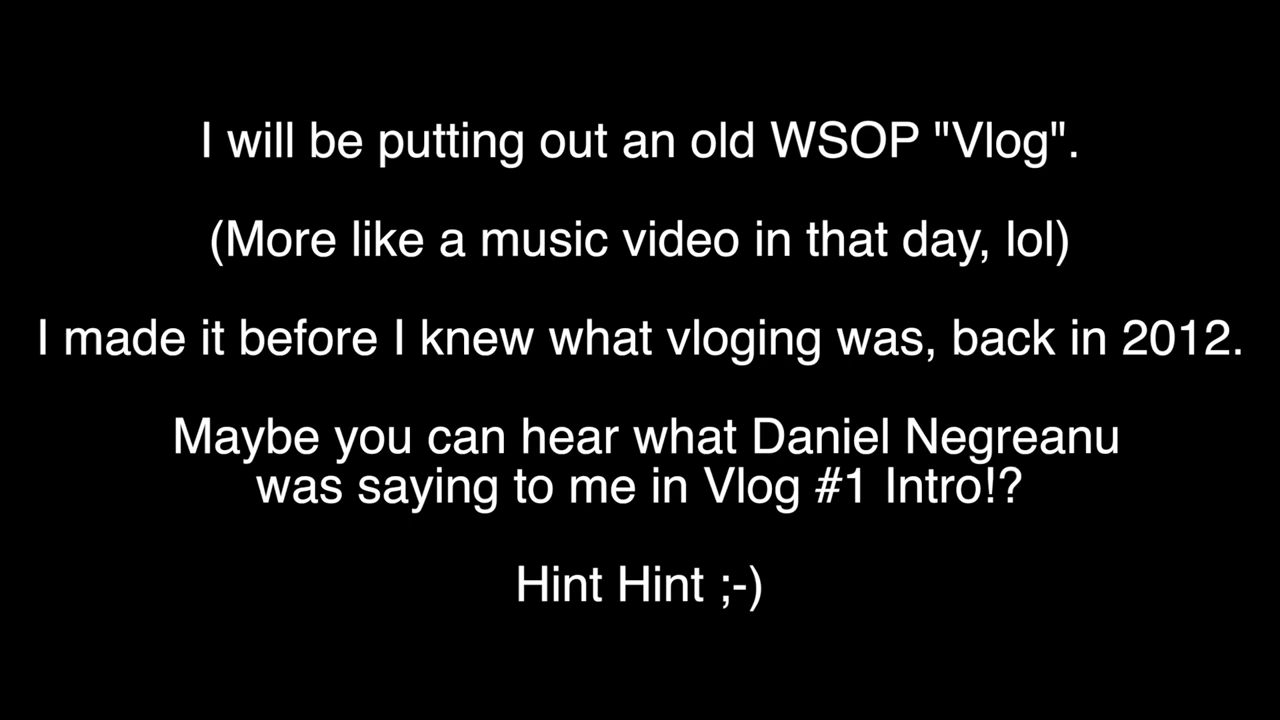 I will be putting out an old WSOP "Vlog".
(More like a music video in that day, lol)
I made it before I knew what vloging was, back in 2012.
Maybe you can hear what Daniel Negreanu
was saying to me in Vlog #1 Intro!?
Hint Hint ;-)